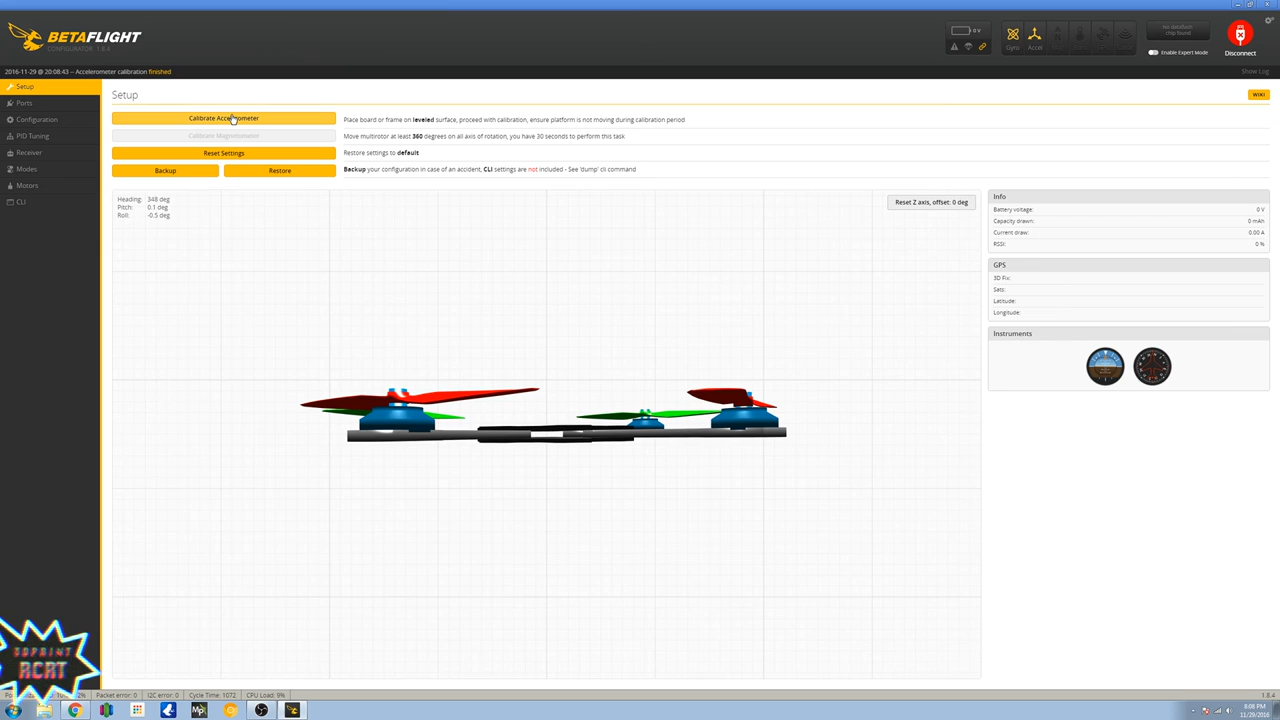 BETAFLIGHT
CONFIGURATOR 1.8.4
0 V
Gyro
Accel
No dataflash
chip found
Enable Expert Mode
Disconnect
2016-11-29 @ 20:08:43 -- Accelerometer calibration finished
Show Log
Setup
Ports
Configuration
PID Tuning
Receiver
Modes
Motors
CLI
Setup
WIKI
Calibrate Accelerometer
Place board or frame on leveled surface, proceed with calibration, ensure platform is not moving during calibration period
Calibrate Magnetometer
Move multirotor at least 360 degrees on all axis of rotation, you have 30 seconds to perform this task
Reset Settings
Restore settings to default
Backup
Restore
Backup your configuration in case of an accident, CLI settings are not included - See 'dump' cli command
Heading: 348 deg
Pitch: 0.1 deg
Roll: -0.5 deg
Reset Z axis, offset: 0 deg
Info
Battery voltage: 0 V
Capacity drawn: 0 mAh
Current draw: 0.00 A
RSSI: 0 %
GPS
3D Fix:
Sats:
Latitude:
Longitude:
Instruments
RCRT
Packet error: 0
I2C error: 0
Cycle Time: 1072
CPU Load: 9%
1.8.4
8:08 PM
11/29/2016